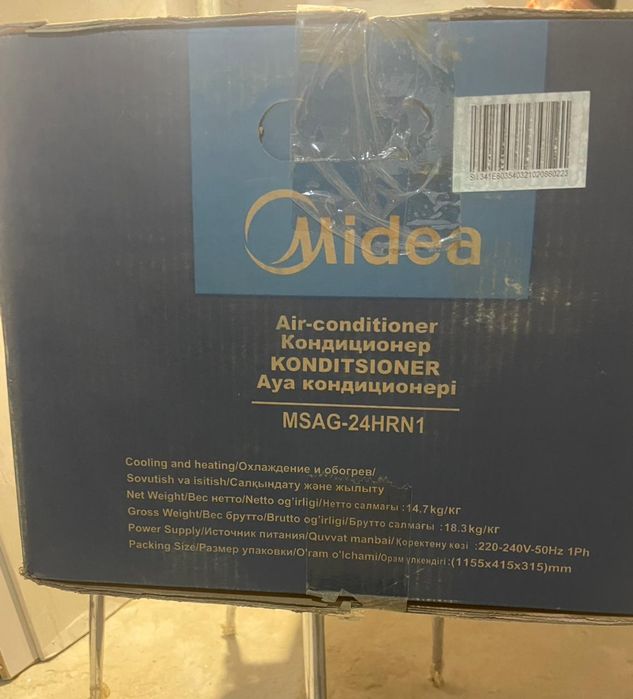 Midea
Air-conditioner
Кондиционер
KONDITSIONER
Ауа кондиционері
MSAG-24HRN1
Cooling and heating/Охлаждение и обогрев/
Sovutish va isitish/Салқындату және жылыту
Net Weight/Вес нетто/Netto og'irligi/Нетто салмағы :14.7kg/кг
Gross Weight/Вес брутто/Brutto og'irligi/Брутто салмағы :18.3kg/кг
Power Supply/Источник питания/Quvvat manbai/Қоректену көзі :220-240V-50Hz 1Ph
Packing Size/Размер упаковки/O'ram o'lchami/Орам үлкендігі:(1155x415x315)mm